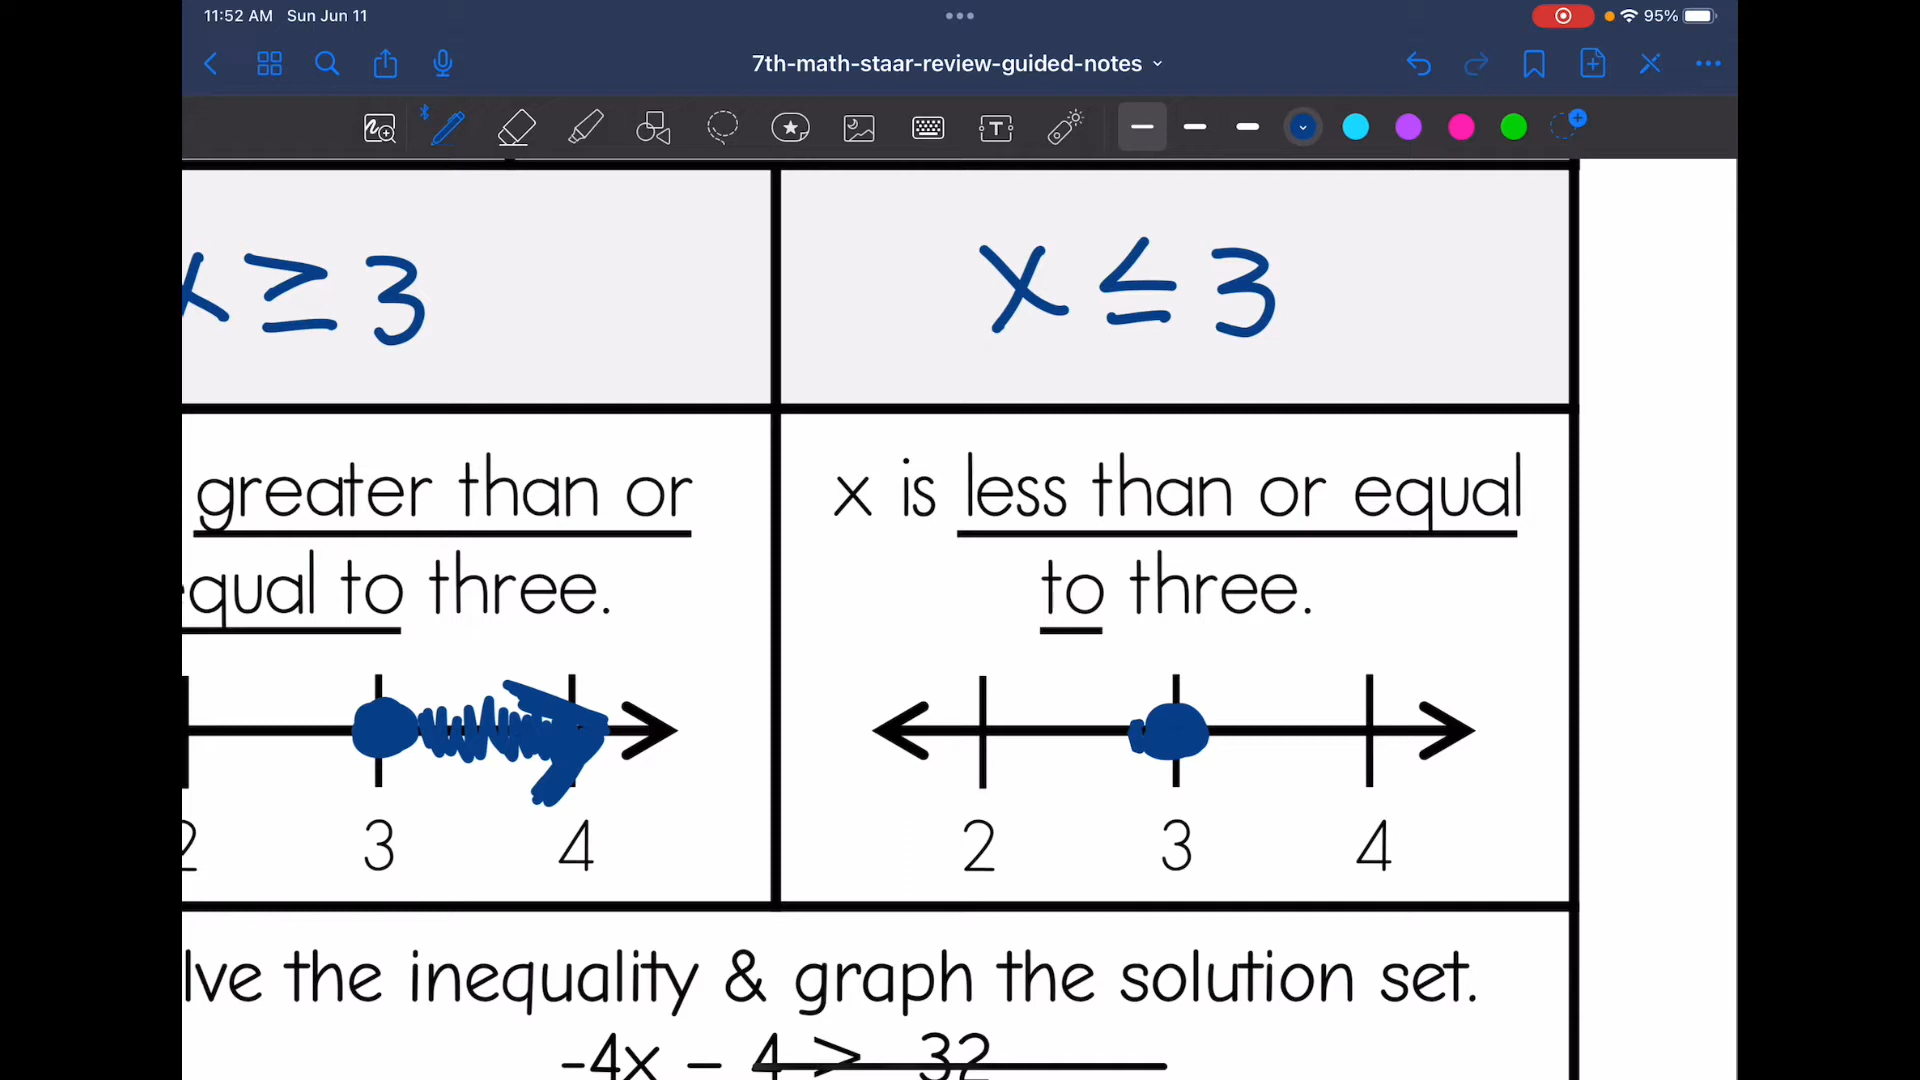 11:52 AM Sun Jun 11
95%
7th-math-staar-review-guided-notes
T
x ≥ 3
x ≤ 3
greater than or
equal to three.
x is less than or equal
to three.
2 3 4
2 3 4
lve the inequality & graph the solution set.
-4x – 4 > 32